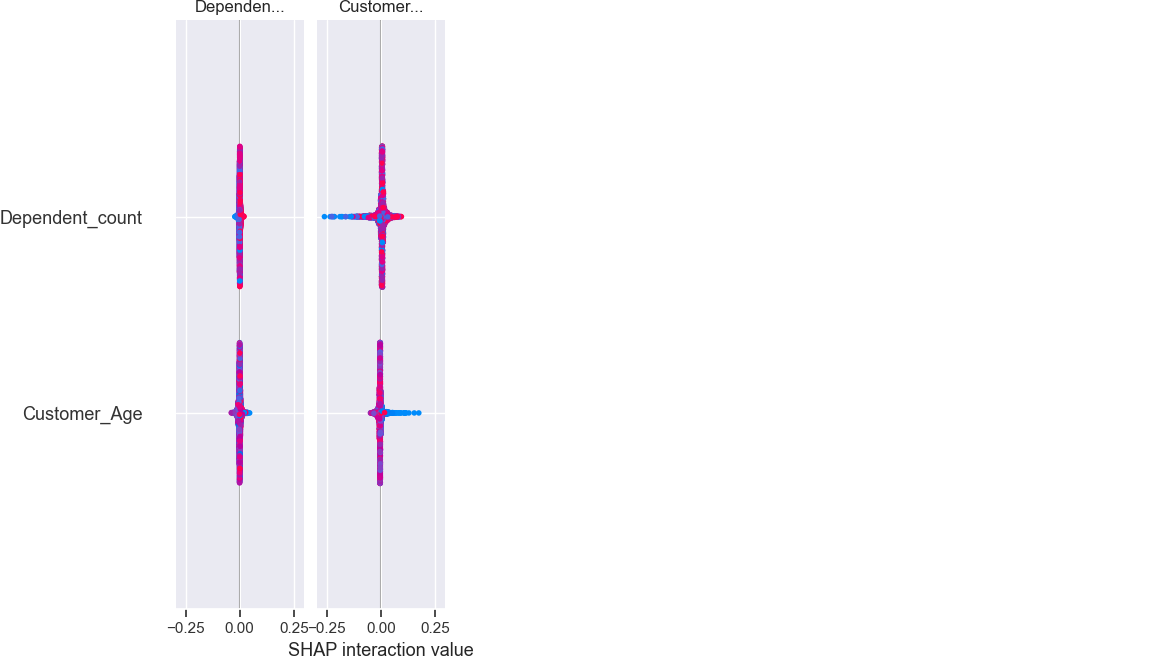 Dependen... Customer...
Dependent_count
Customer_Age
−0.25 0.00 0.25 −0.25 0.00 0.25
SHAP interaction value